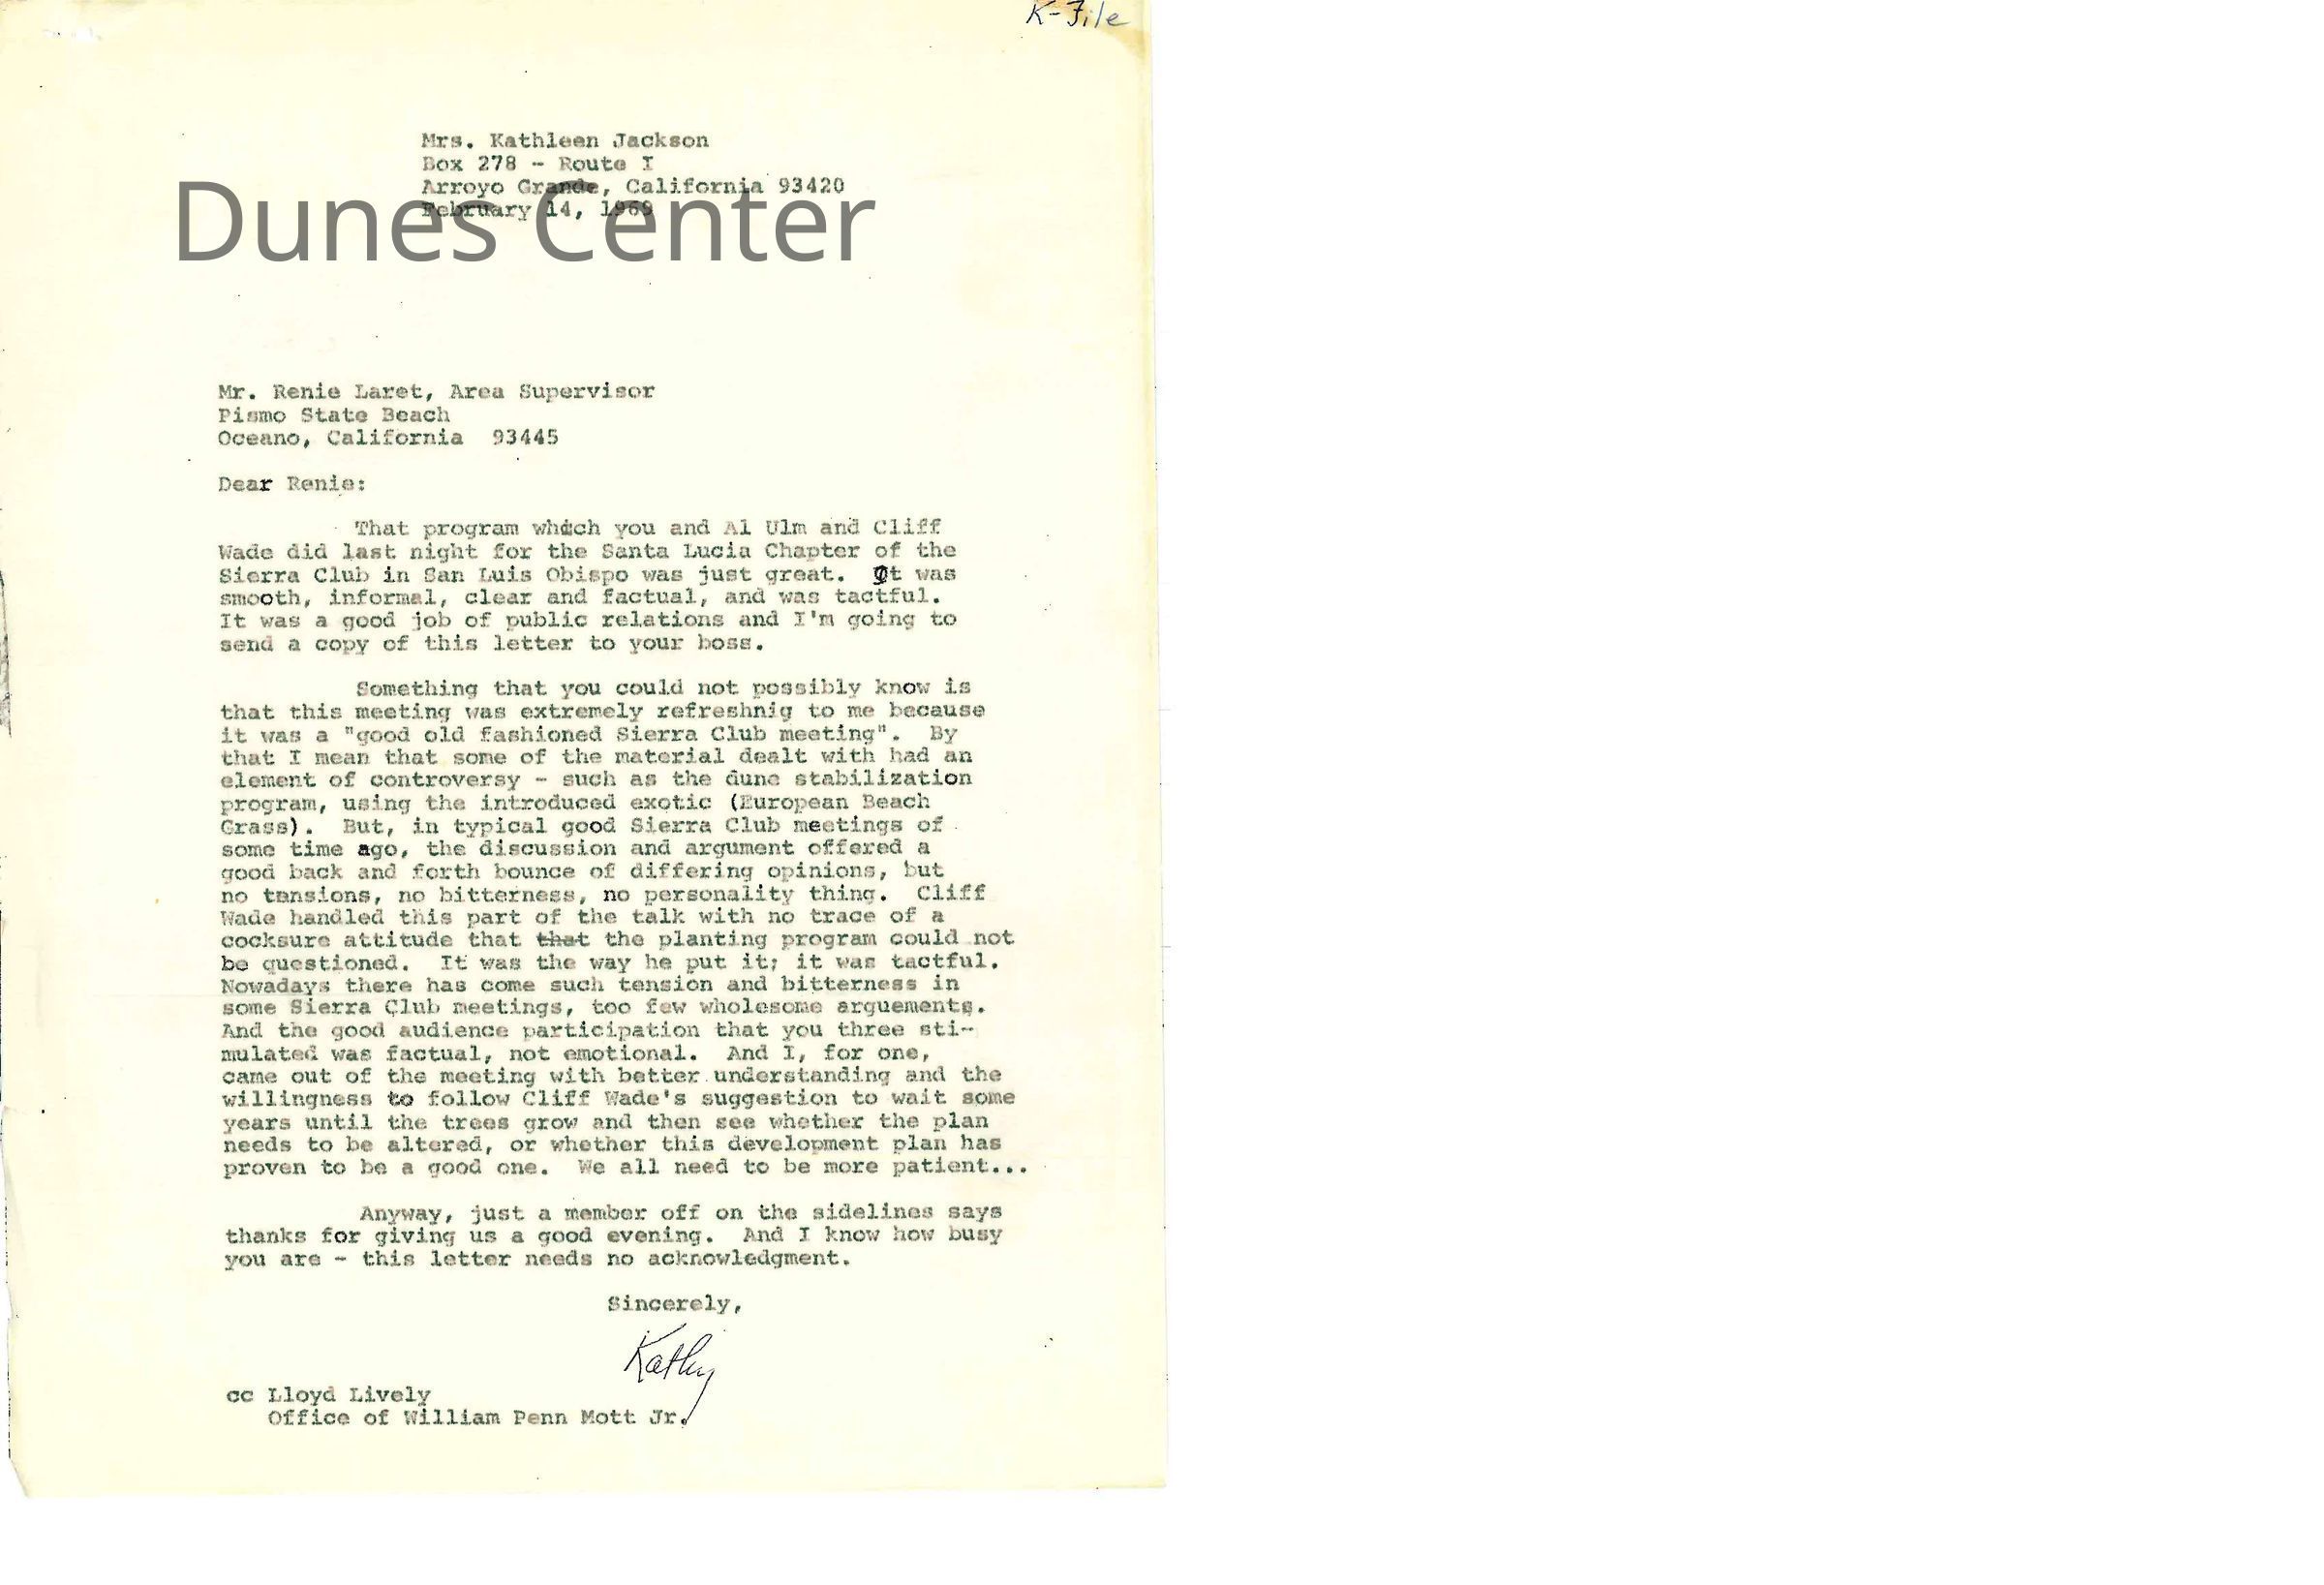 K-File
Mrs. Kathleen Jackson
Box 278 - Route I
Arroyo Grande, California 93420
February 14, 1969
Dunes Center
Mr. Renie Laret, Area Supervisor
Pismo State Beach
Oceano, California  93445
Dear Renie:
That program which you and Al Ulm and Cliff
Wade did last night for the Santa Lucia Chapter of the
Sierra Club in San Luis Obispo was just great.  It was
smooth, informal, clear and factual, and was tactful.
It was a good job of public relations and I'm going to
send a copy of this letter to your boss.
Something that you could not possibly know is
that this meeting was extremely refreshnig to me because
it was a "good old fashioned Sierra Club meeting".  By
that I mean that some of the material dealt with had an
element of controversy - such as the dune stabilization
program, using the introduced exotic (European Beach
Grass).  But, in typical good Sierra Club meetings of
some time ago, the discussion and argument offered a
good back and forth bounce of differing opinions, but
no tensions, no bitterness, no personality thing.  Cliff
Wade handled this part of the talk with no trace of a
cocksure attitude that that the planting program could not
be questioned.  It was the way he put it; it was tactful.
Nowadays there has come such tension and bitterness in
some Sierra Club meetings, too few wholesome arguements.
And the good audience participation that you three sti-
mulated was factual, not emotional.  And I, for one,
came out of the meeting with better understanding and the
willingness to follow Cliff Wade's suggestion to wait some
years until the trees grow and then see whether the plan
needs to be altered, or whether this development plan has
proven to be a good one.  We all need to be more patient...
Anyway, just a member off on the sidelines says
thanks for giving us a good evening.  And I know how busy
you are - this letter needs no acknowledgment.
Sincerely,
Kathy
cc Lloyd Lively
Office of William Penn Mott Jr.